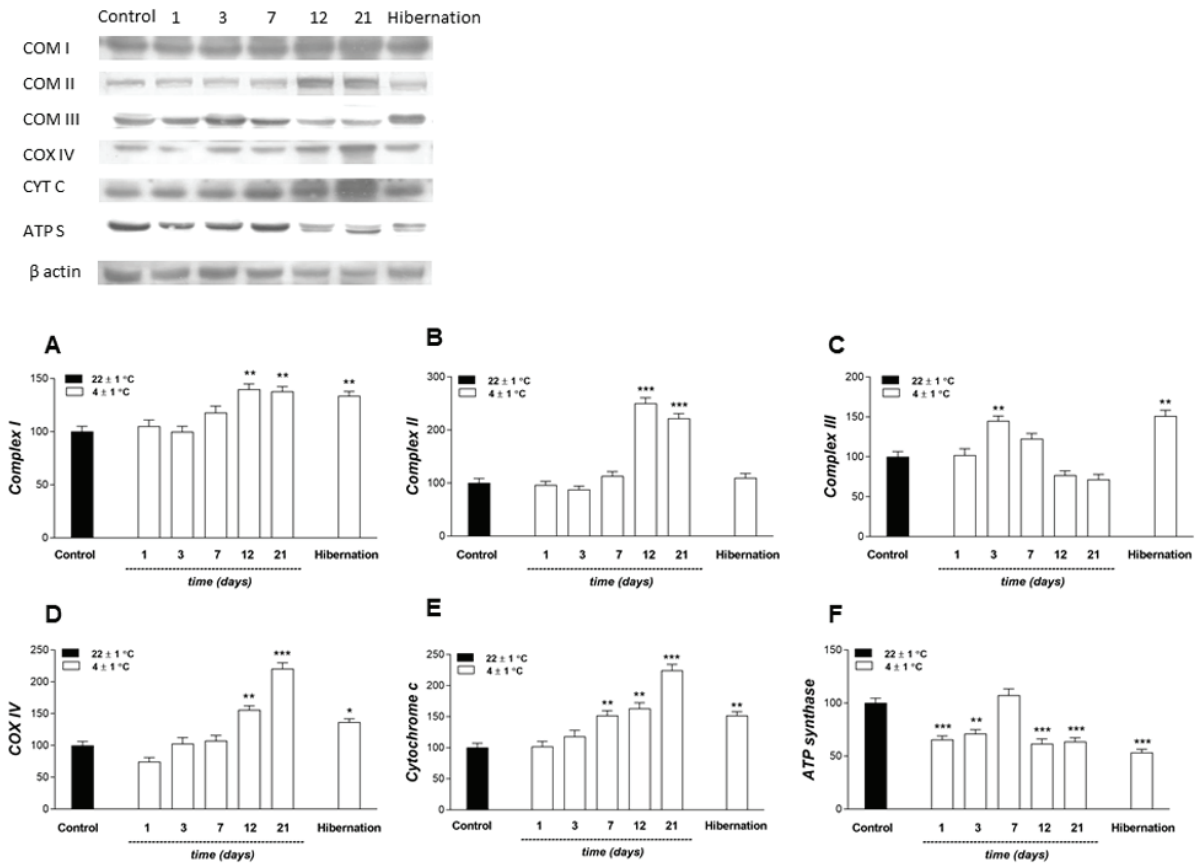 Control 1 3 7 12 21 Hibernation
COM I
COM II
COM III
COX IV
CYT C
ATP S
β actin
A
22 ± 1 °C
4 ± 1 °C
Complex I
150
100
50
0
** ** **
Control 1 3 7 12 21 Hibernation
time (days)
B
22 ± 1 °C
4 ± 1 °C
Complex II
300
200
100
0
*** ***
Control 1 3 7 12 21 Hibernation
time (days)
C
22 ± 1 °C
4 ± 1 °C
Complex III
200
150
100
50
0
** **
Control 1 3 7 12 21 Hibernation
time (days)
D
22 ± 1 °C
4 ± 1 °C
COX IV
250
200
150
100
50
0
** *** *
Control 1 3 7 12 21 Hibernation
time (days)
E
22 ± 1 °C
4 ± 1 °C
Cytochrome c
250
200
150
100
50
0
** ** *** **
Control 1 3 7 12 21 Hibernation
time (days)
F
22 ± 1 °C
4 ± 1 °C
ATP synthase
150
100
50
0
*** ** *** *** ***
Control 1 3 7 12 21 Hibernation
time (days)